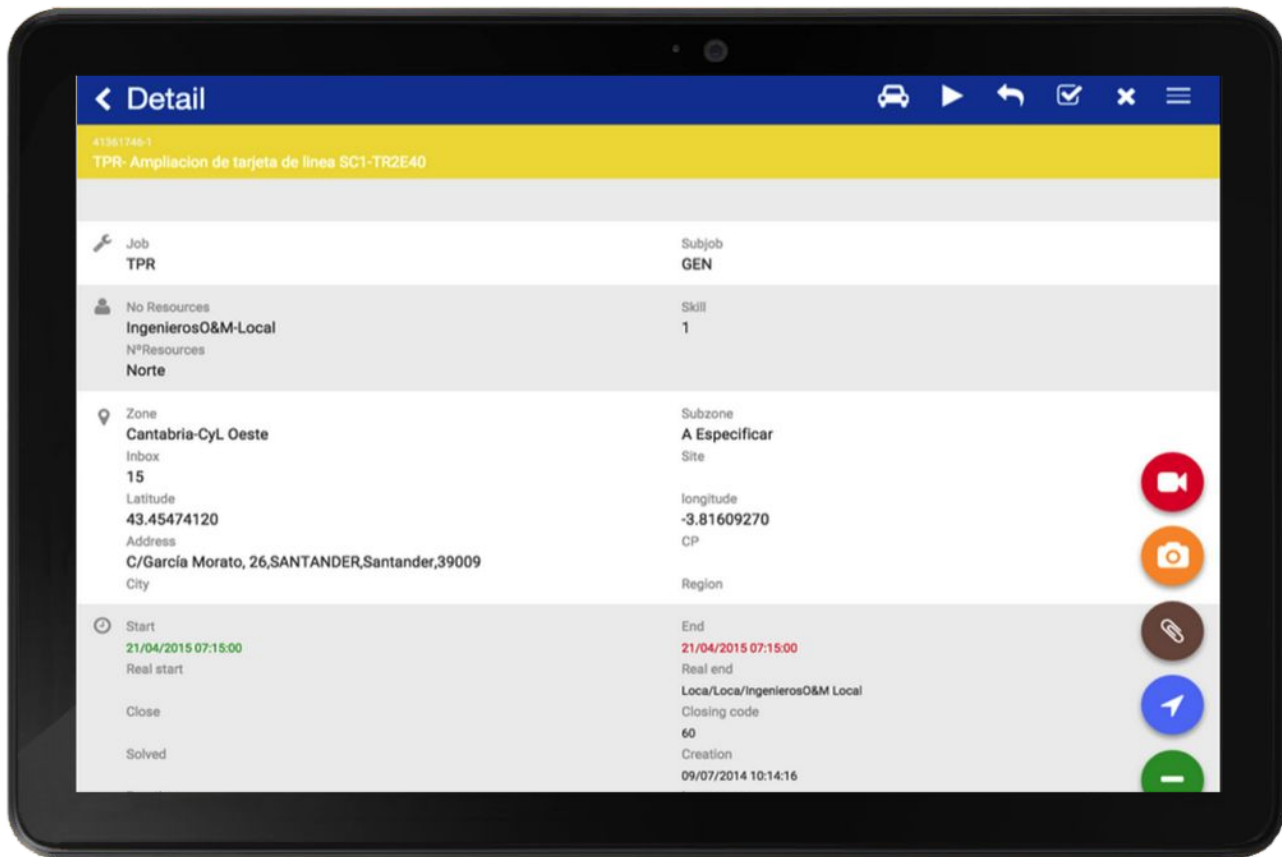 Detail
41361746-1
TPR- Ampliacion de tarjeta de linea SC1-TR2E40
Job
TPR
Subjob
GEN
No Resources
IngenierosO&M-Local
NºResources
Norte
Skill
1
Zone
Cantabria-CyL Oeste
Subzone
A Especificar
Inbox
15
Site
Latitude
43.45474120
longitude
-3.81609270
Address
C/García Morato, 26,SANTANDER,Santander,39009
CP
City
Region
Start
21/04/2015 07:15:00
End
21/04/2015 07:15:00
Real start
Real end
Loca/Loca/IngenierosO&M Local
Close
Closing code
60
Solved
Creation
09/07/2014 10:14:16